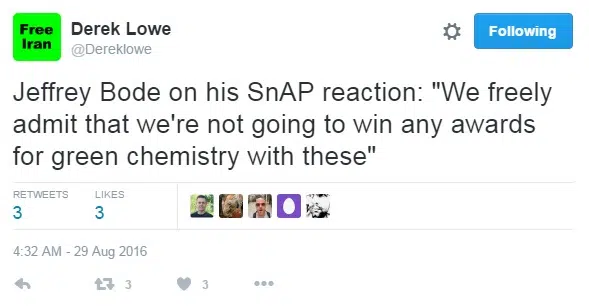 Free
Iran
Derek Lowe
@Dereklowe
Following
Jeffrey Bode on his SnAP reaction: "We freely
admit that we're not going to win any awards
for green chemistry with these"
RETWEETS
3
LIKES
3
4:32 AM - 29 Aug 2016
3
3